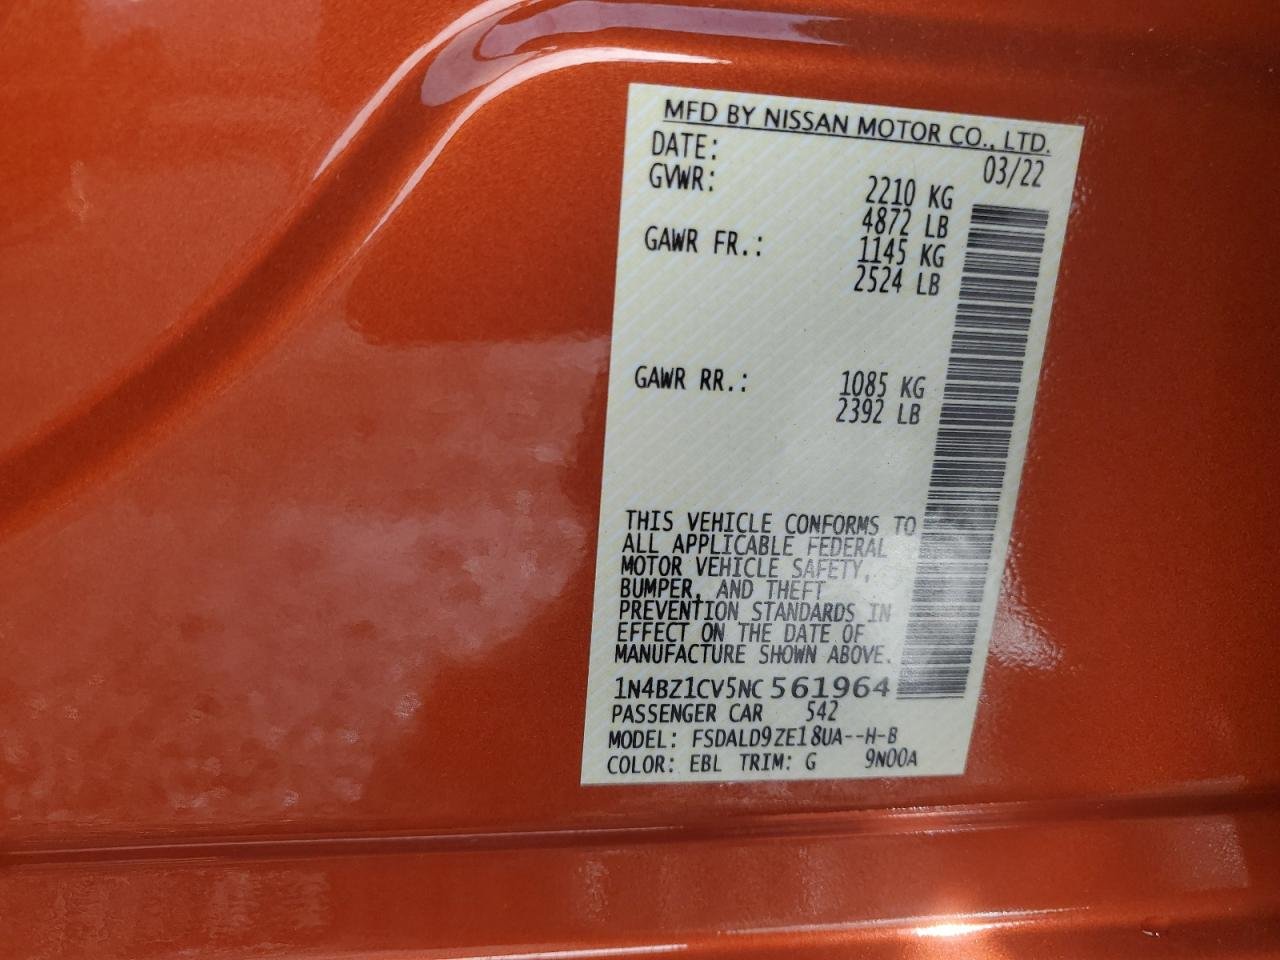 MFD BY NISSAN MOTOR CO., LTD.
DATE: 03/22
GVWR: 2210 KG
4872 LB
GAWR FR.: 1145 KG
2524 LB
GAWR RR.: 1085 KG
2392 LB
THIS VEHICLE CONFORMS TO
ALL APPLICABLE FEDERAL
MOTOR VEHICLE SAFETY,
BUMPER, AND THEFT
PREVENTION STANDARDS IN
EFFECT ON THE DATE OF
MANUFACTURE SHOWN ABOVE.
1N4BZ1CV5NC561964
PASSENGER CAR 542
MODEL: FSDALD9ZE18UA--H-B
COLOR: EBL TRIM: G 9N00A